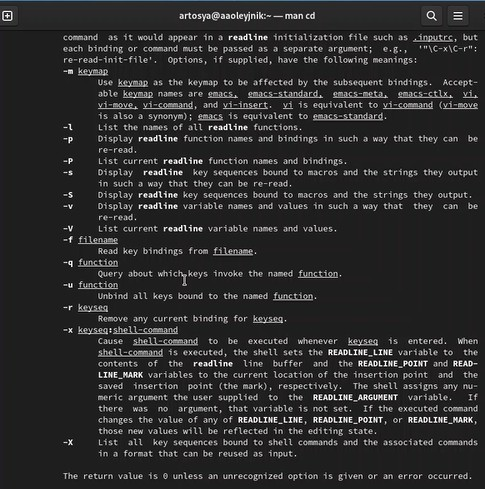 artosya@aaoleyjnik:~ — man cd
command as it would appear in a readline initialization file such as .inputrc, but
each binding or command must be passed as a separate argument; e.g., '"\C-x\C-r":
re-read-init-file'. Options, if supplied, have the following meanings:
-m keymap
Use keymap as the keymap to be affected by the subsequent bindings. Accept-
able keymap names are emacs, emacs-standard, emacs-meta, emacs-ctlx, vi,
vi-move, vi-command, and vi-insert. vi is equivalent to vi-command (vi-move
is also a synonym); emacs is equivalent to emacs-standard.
-l List the names of all readline functions.
-p Display readline function names and bindings in such a way that they can be
re-read.
-P List current readline function names and bindings.
-s Display readline key sequences bound to macros and the strings they output
in such a way that they can be re-read.
-S Display readline key sequences bound to macros and the strings they output.
-v Display readline variable names and values in such a way that they can be
re-read.
-V List current readline variable names and values.
-f filename
Read key bindings from filename.
-q function
Query about which keys invoke the named function.
-u function
Unbind all keys bound to the named function.
-r keyseq
Remove any current binding for keyseq.
-x keyseq:shell-command
Cause shell-command to be executed whenever keyseq is entered. When
shell-command is executed, the shell sets the READLINE_LINE variable to the
contents of the readline line buffer and the READLINE_POINT and READ-
LINE_MARK variables to the current location of the insertion point and the
saved insertion point (the mark), respectively. The shell assigns any nu-
meric argument the user supplied to the READLINE_ARGUMENT variable. If
there was no argument, that variable is not set. If the executed command
changes the value of any of READLINE_LINE, READLINE_POINT, or READLINE_MARK,
those new values will be reflected in the editing state.
-X List all key sequences bound to shell commands and the associated commands
in a format that can be reused as input.
The return value is 0 unless an unrecognized option is given or an error occurred.